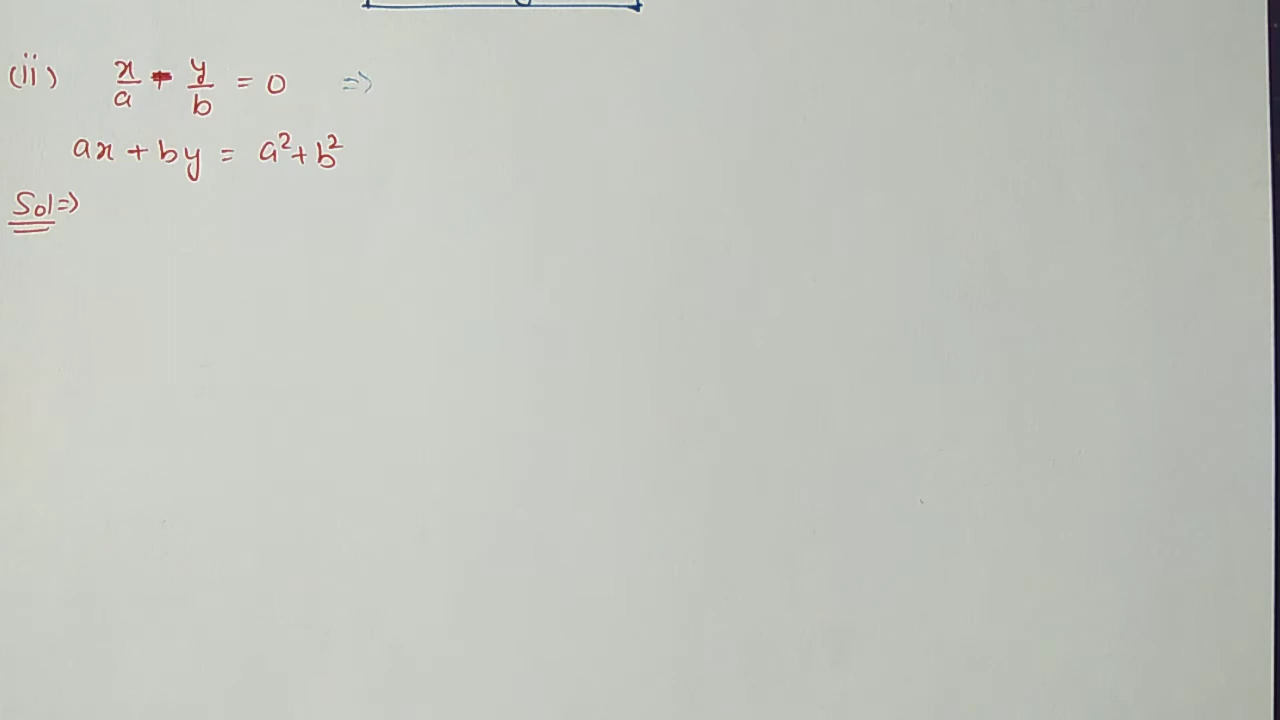 (ii) x/a - y/b = 0 =>
ax + by = a²+b²
Sol =>